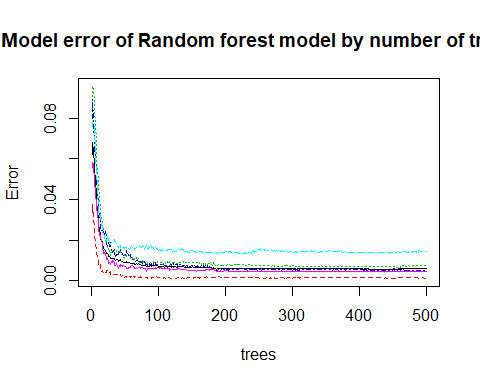 Model error of Random forest model by number of tr
0.08
0.04
0.00
Error
0 100 200 300 400 500
trees